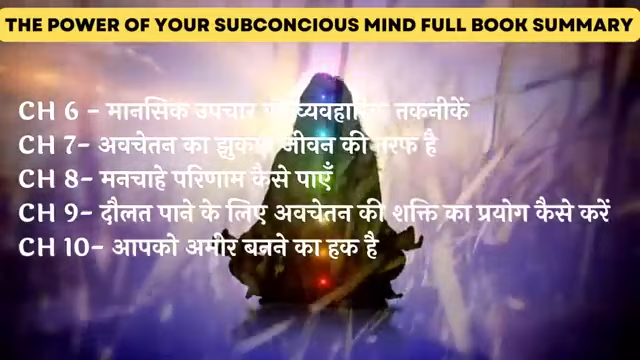 THE POWER OF YOUR SUBCONCIOUS MIND FULL BOOK SUMMARY
CH 6 - मानसिक उपचार की व्यवहारिक तकनीकें
CH 7- अवचेतन का झुकाव जीवन की तरफ है
CH 8- मनचाहे परिणाम कैसे पाएँ
CH 9- दौलत पाने के लिए अवचेतन की शक्ति का प्रयोग कैसे करें
CH 10- आपको अमीर बनने का हक है